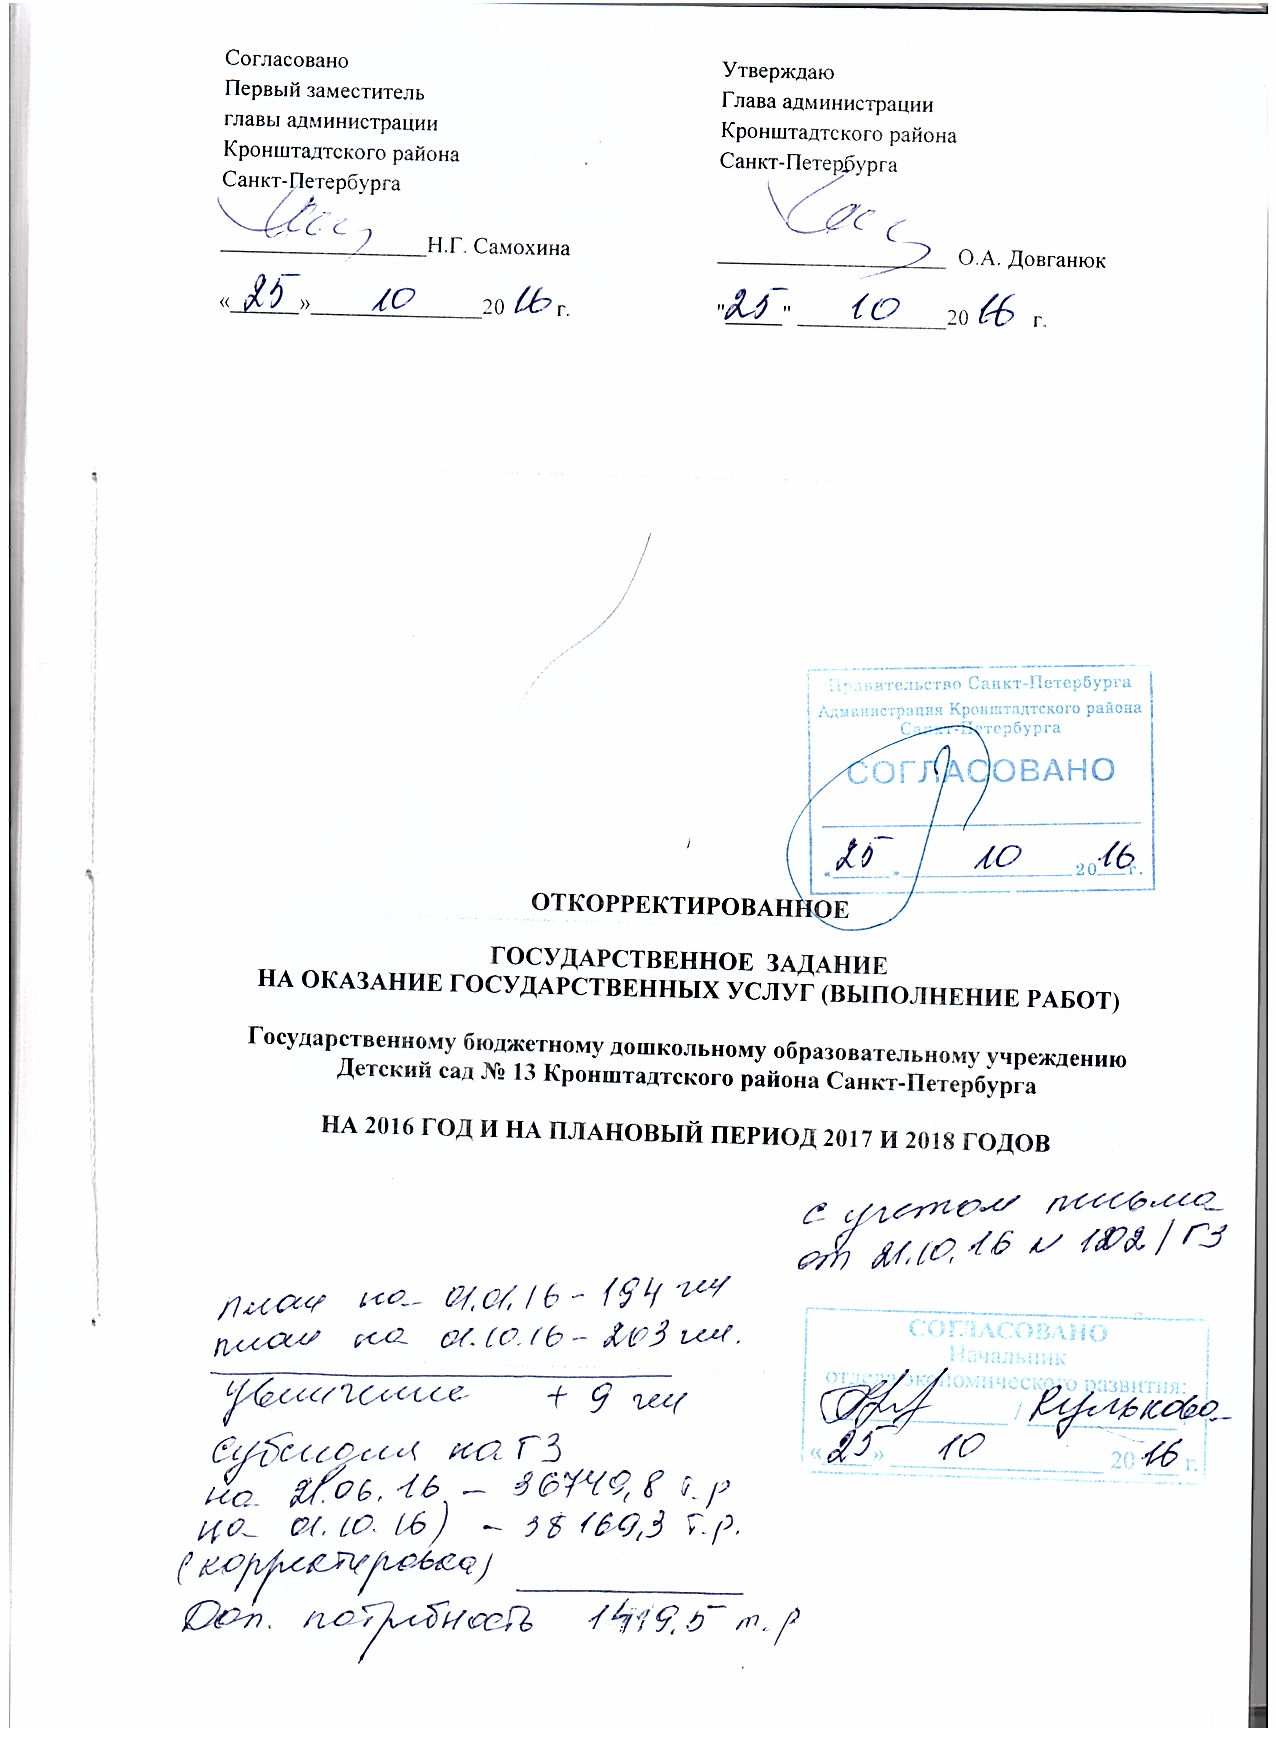 Согласовано
Первый заместитель
главы администрации
Кронштадтского района
Санкт-Петербурга
Н.Г. Самохина
«25» 10 2016 г.
Утверждаю
Глава администрации
Кронштадтского района
Санкт-Петербурга
О.А. Довганюк
"25" 10 2016 г.
Правительство Санкт-Петербурга
Администрация Кронштадтского района
Санкт-Петербурга
СОГЛАСОВАНО
«25» 10 2016 г.
ОТКОРРЕКТИРОВАННОЕ
ГОСУДАРСТВЕННОЕ ЗАДАНИЕ
НА ОКАЗАНИЕ ГОСУДАРСТВЕННЫХ УСЛУГ (ВЫПОЛНЕНИЕ РАБОТ)
Государственному бюджетному дошкольному образовательному учреждению
Детский сад № 13 Кронштадтского района Санкт-Петербурга
НА 2016 ГОД И НА ПЛАНОВЫЙ ПЕРИОД 2017 И 2018 ГОДОВ
с учетом письма
от 21.10.16 N 1202/ГЗ
план на 01.01.16 - 194 чел
план на 01.10.16 - 203 чел.
увеличение + 9 чел
Субсидия на ГЗ
на 21.06.16 - 36749,8 т.р
на 01.10.16) - 38169,3 т.р.
(корректировка)
Доп. потребность 1419,5 т.р
СОГЛАСОВАНО
Начальник
отдела экономического развития:
/ Кулькова
«25» 10 2016 г.